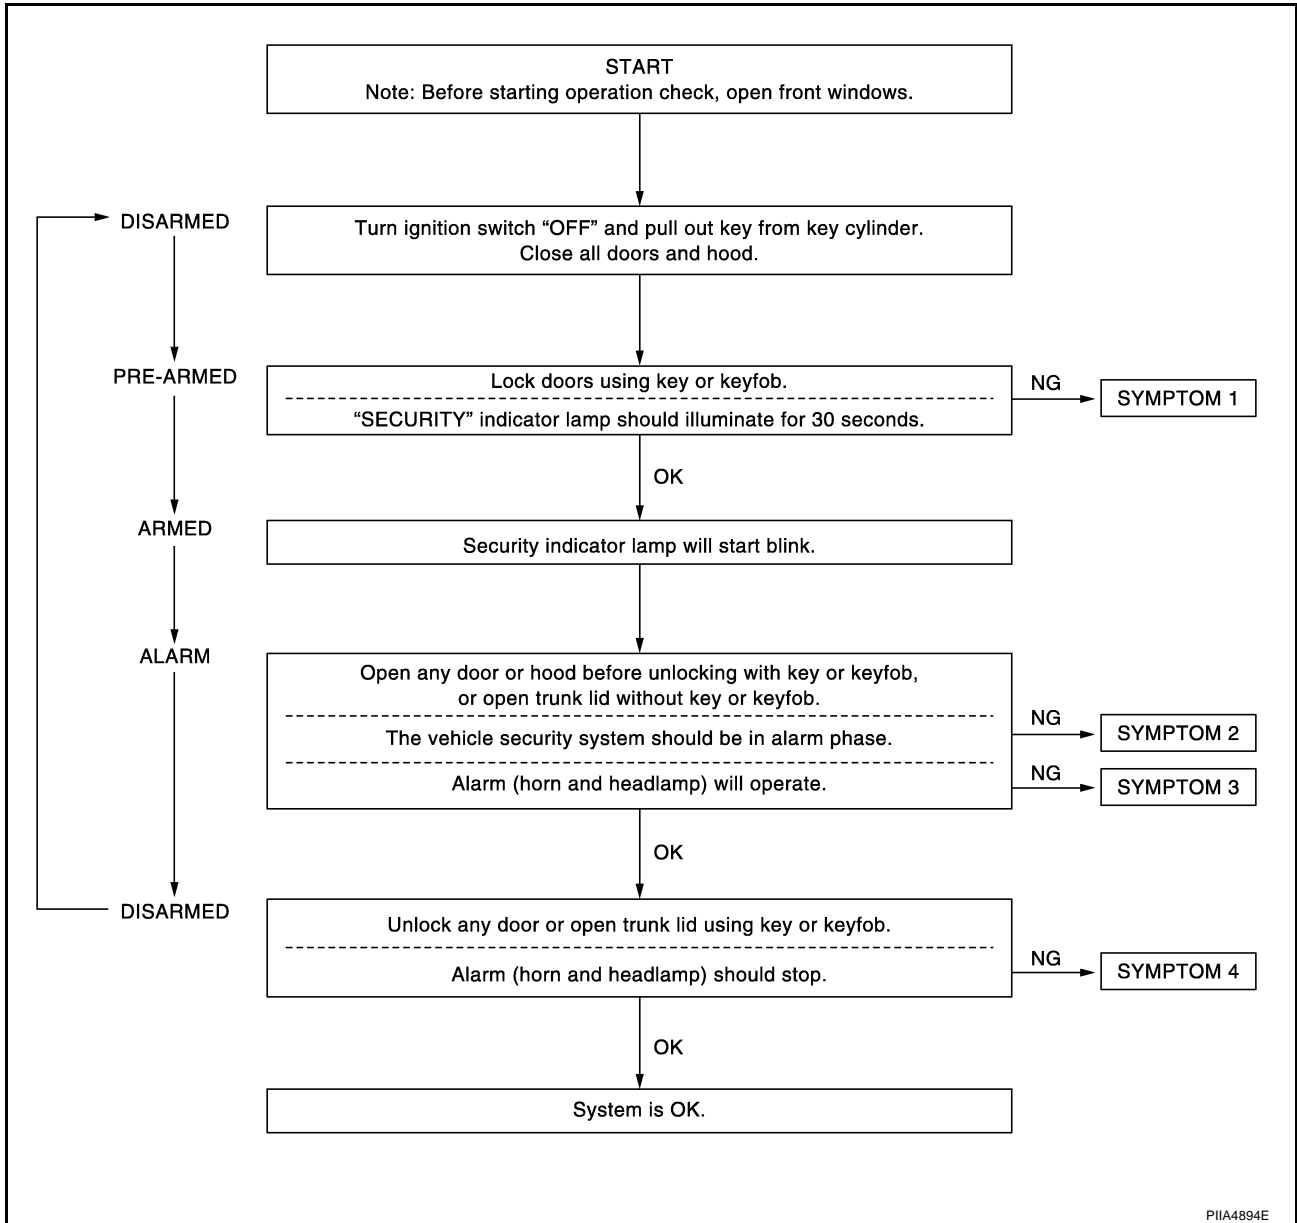 START
Note: Before starting operation check, open front windows.
DISARMED
Turn ignition switch “OFF” and pull out key from key cylinder.
Close all doors and hood.
PRE-ARMED
Lock doors using key or keyfob.
“SECURITY” indicator lamp should illuminate for 30 seconds.
NG
SYMPTOM 1
OK
ARMED
Security indicator lamp will start blink.
ALARM
Open any door or hood before unlocking with key or keyfob,
or open trunk lid without key or keyfob.
The vehicle security system should be in alarm phase.
NG
SYMPTOM 2
Alarm (horn and headlamp) will operate.
NG
SYMPTOM 3
OK
DISARMED
Unlock any door or open trunk lid using key or keyfob.
Alarm (horn and headlamp) should stop.
NG
SYMPTOM 4
OK
System is OK.
PIIA4894E